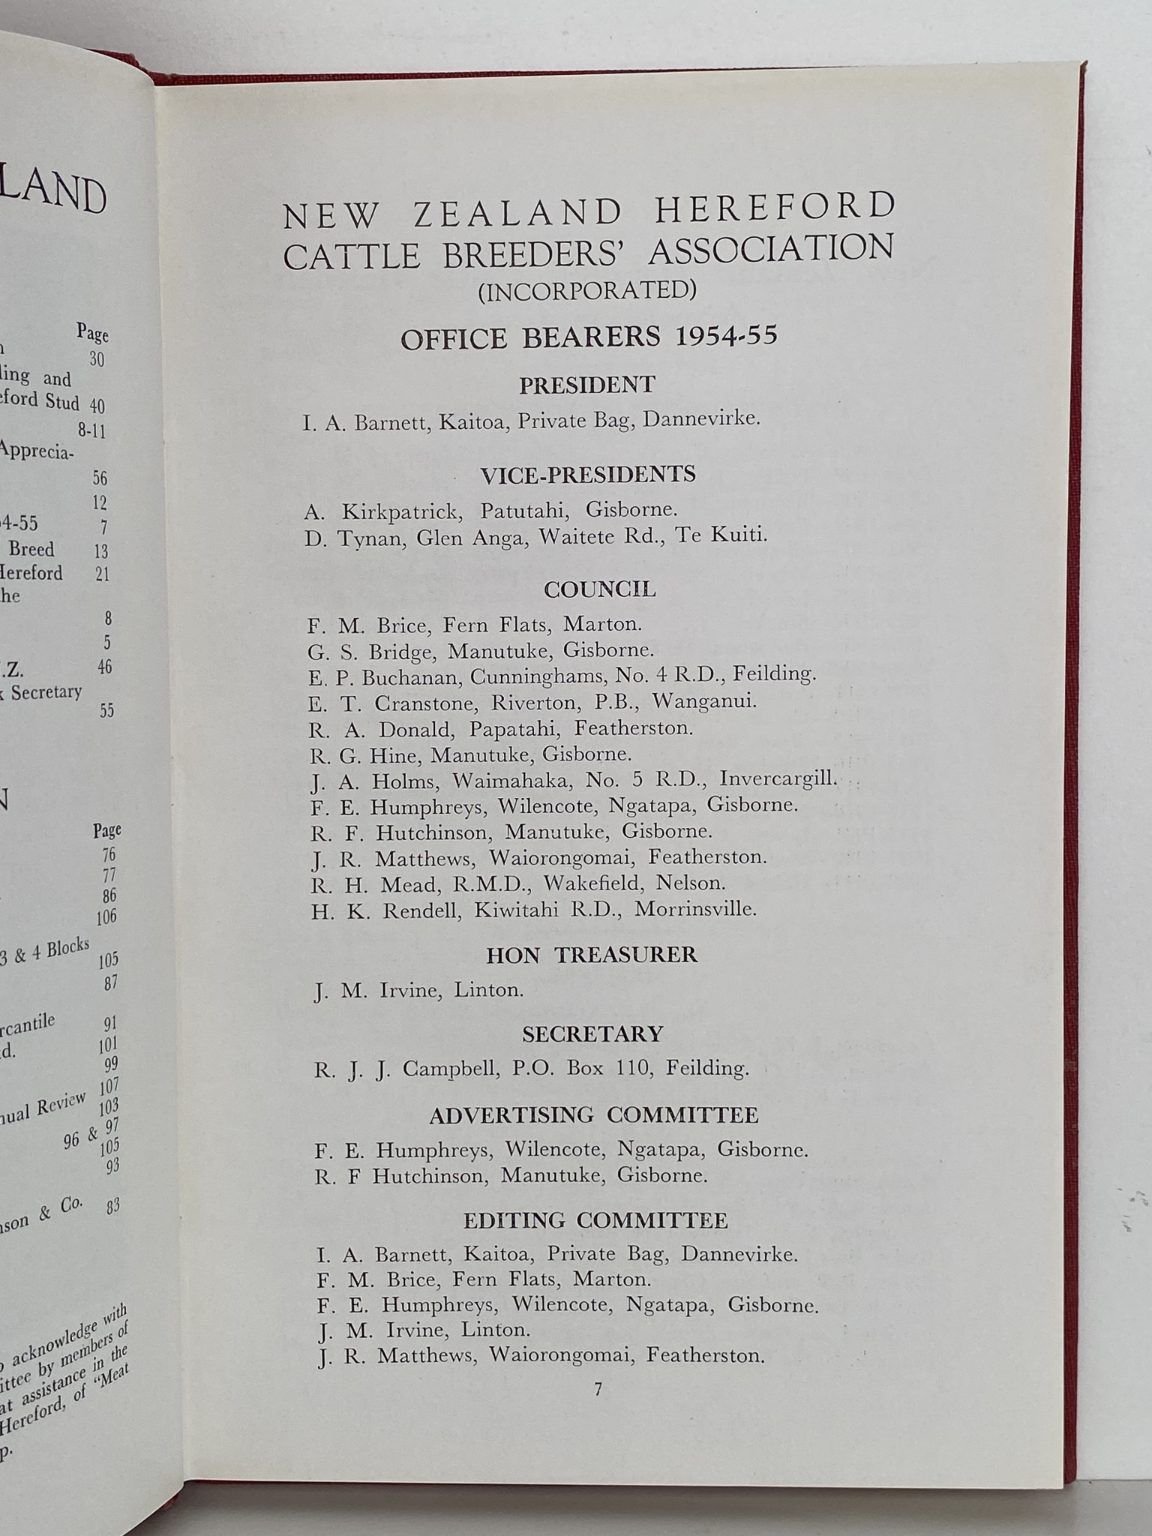 LAND
Page
30
ling and
eford Stud 40
8-11
Apprecia-
56
12
4-55 7
Breed 13
Hereford 21
the
8
5
.Z. 46
Secretary
55
N
Page
76
77
86
106
3 & 4 Blocks
105
87
rcantile 91
d. 101
99
107
nual Review 103
96 & 97
105
93
nson & Co. 83
acknowledge with
ittee by members of
at assistance in the
Hereford, of "Meat
p.
NEW ZEALAND HEREFORD
CATTLE BREEDERS' ASSOCIATION
(INCORPORATED)
OFFICE BEARERS 1954-55
PRESIDENT
I. A. Barnett, Kaitoa, Private Bag, Dannevirke.
VICE-PRESIDENTS
A. Kirkpatrick, Patutahi, Gisborne.
D. Tynan, Glen Anga, Waitete Rd., Te Kuiti.
COUNCIL
F. M. Brice, Fern Flats, Marton.
G. S. Bridge, Manutuke, Gisborne.
E. P. Buchanan, Cunninghams, No. 4 R.D., Feilding.
E. T. Cranstone, Riverton, P.B., Wanganui.
R. A. Donald, Papatahi, Featherston.
R. G. Hine, Manutuke, Gisborne.
J. A. Holms, Waimahaka, No. 5 R.D., Invercargill.
F. E. Humphreys, Wilencote, Ngatapa, Gisborne.
R. F. Hutchinson, Manutuke, Gisborne.
J. R. Matthews, Waiorongomai, Featherston.
R. H. Mead, R.M.D., Wakefield, Nelson.
H. K. Rendell, Kiwitahi R.D., Morrinsville.
HON TREASURER
J. M. Irvine, Linton.
SECRETARY
R. J. J. Campbell, P.O. Box 110, Feilding.
ADVERTISING COMMITTEE
F. E. Humphreys, Wilencote, Ngatapa, Gisborne.
R. F Hutchinson, Manutuke, Gisborne.
EDITING COMMITTEE
I. A. Barnett, Kaitoa, Private Bag, Dannevirke.
F. M. Brice, Fern Flats, Marton.
F. E. Humphreys, Wilencote, Ngatapa, Gisborne.
J. M. Irvine, Linton.
J. R. Matthews, Waiorongomai, Featherston.
7